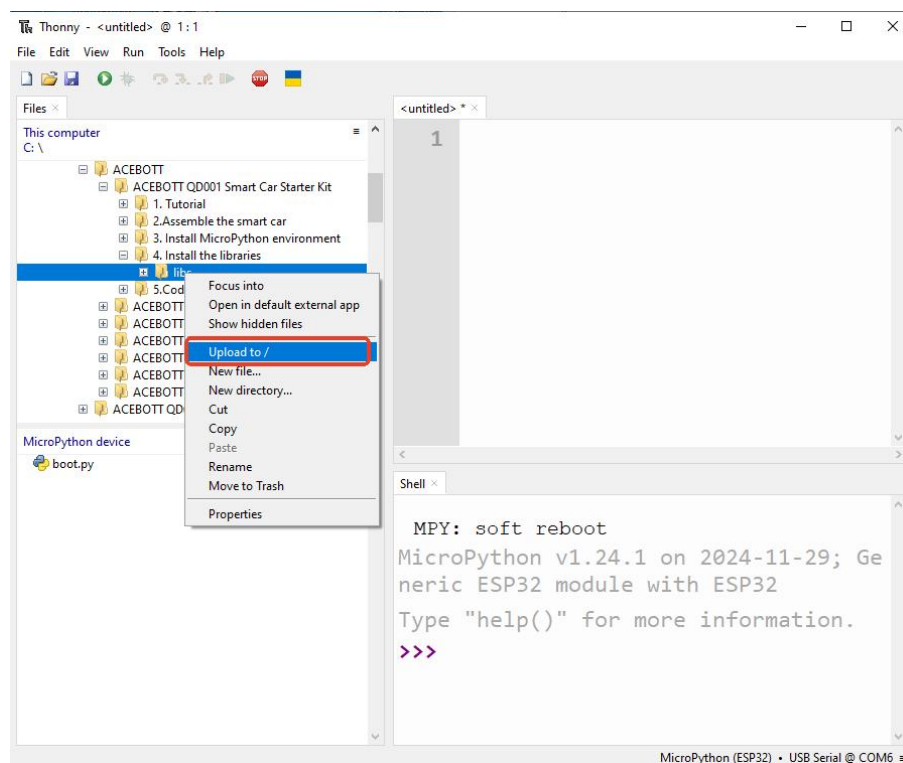 Thonny - <untitled> @ 1:1
File Edit View Run Tools Help
Files
This computer
C: \
ACEBOTT
ACEBOTT QD001 Smart Car Starter Kit
1. Tutorial
2.Assemble the smart car
3. Install MicroPython environment
4. Install the libraries
libs
5.Cod
ACEBOTT
ACEBOTT
ACEBOTT
ACEBOTT
ACEBOTT
ACEBOTT
ACEBOTT QD
Focus into
Open in default external app
Show hidden files
Upload to /
New file...
New directory...
Cut
Copy
Paste
Rename
Move to Trash
Properties
MicroPython device
boot.py
<untitled> *
1
Shell
MPY: soft reboot
MicroPython v1.24.1 on 2024-11-29; Ge
neric ESP32 module with ESP32
Type "help()" for more information.
>>>
MicroPython (ESP32) • USB Serial @ COM6 ≡